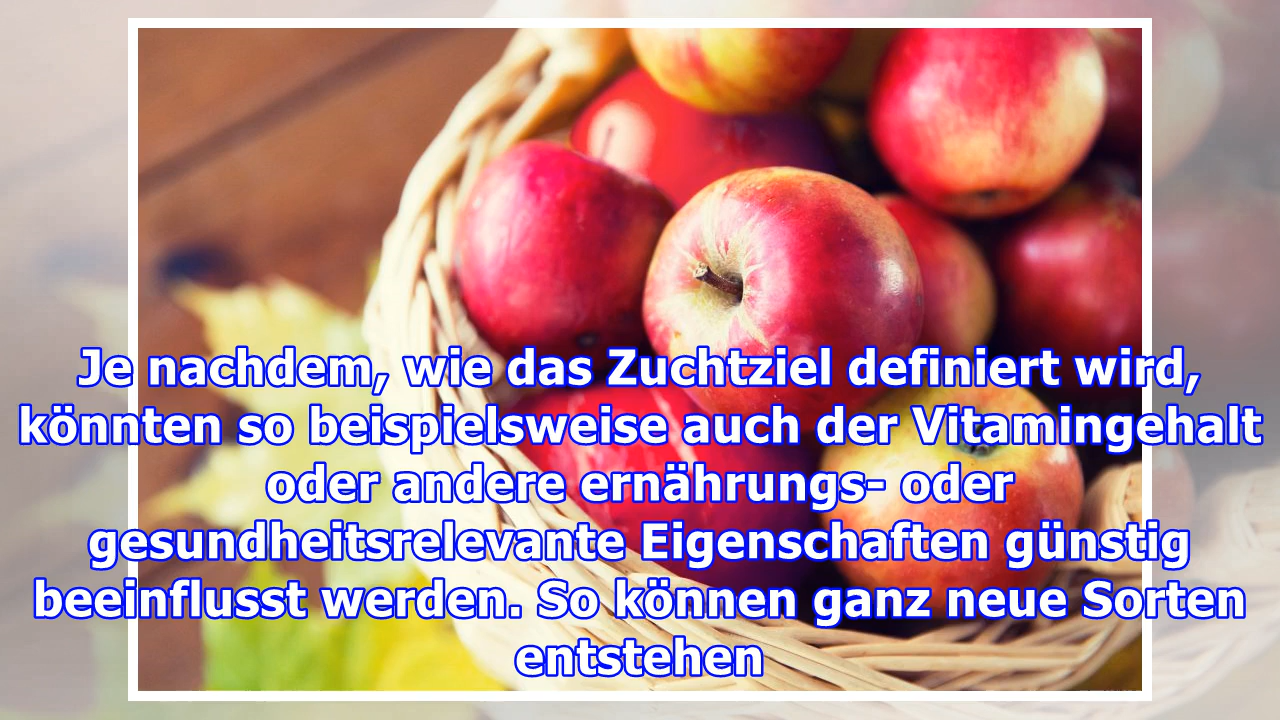 Je nachdem, wie das Zuchtziel definiert wird,
könnten so beispielsweise auch der Vitamingehalt
oder andere ernährungs- oder
gesundheitsrelevante Eigenschaften günstig
beeinflusst werden. So können ganz neue Sorten
entstehen